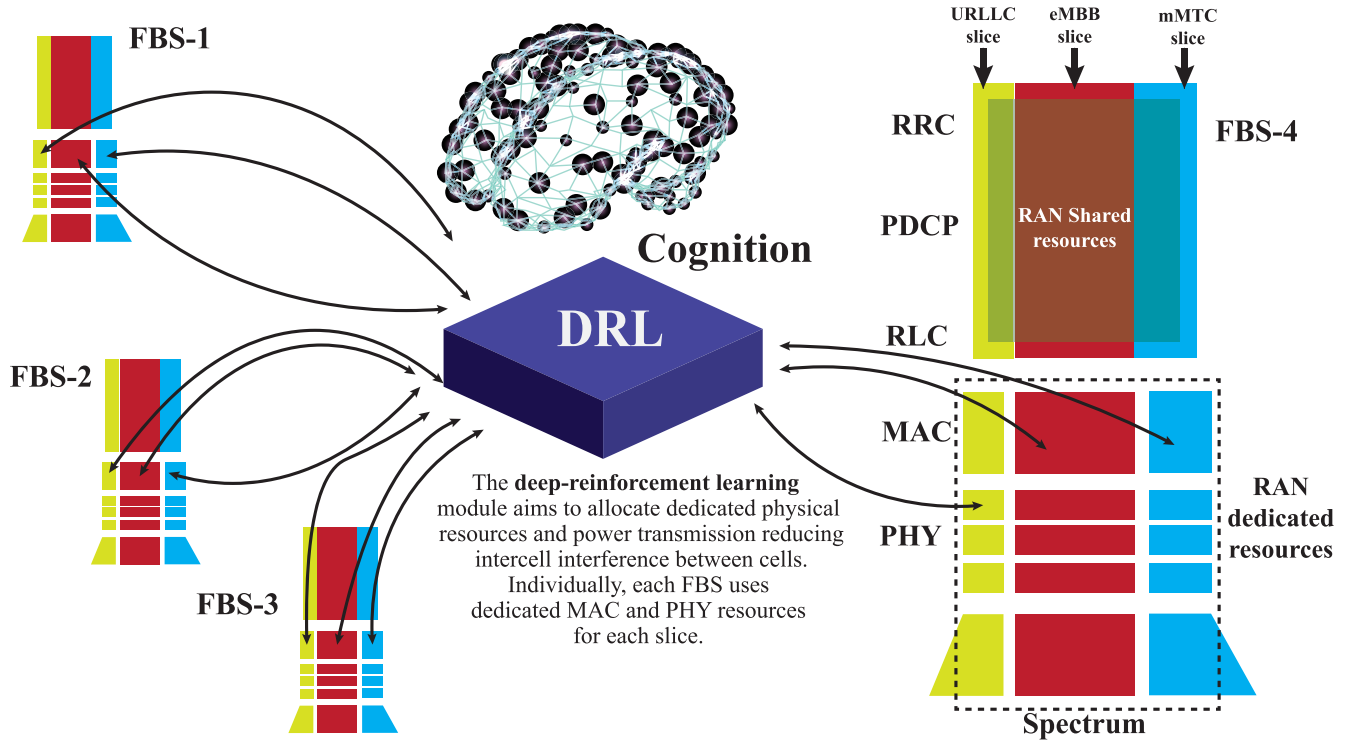 FBS-1
FBS-2
FBS-3
Cognition
DRL
The deep-reinforcement learning
module aims to allocate dedicated physical
resources and power transmission reducing
intercell interference between cells.
Individually, each FBS uses
dedicated MAC and PHY resources
for each slice.
URLLC
slice
eMBB
slice
mMTC
slice
RRC
FBS-4
PDCP
RAN Shared
resources
RLC
MAC
PHY
RAN
dedicated
resources
Spectrum